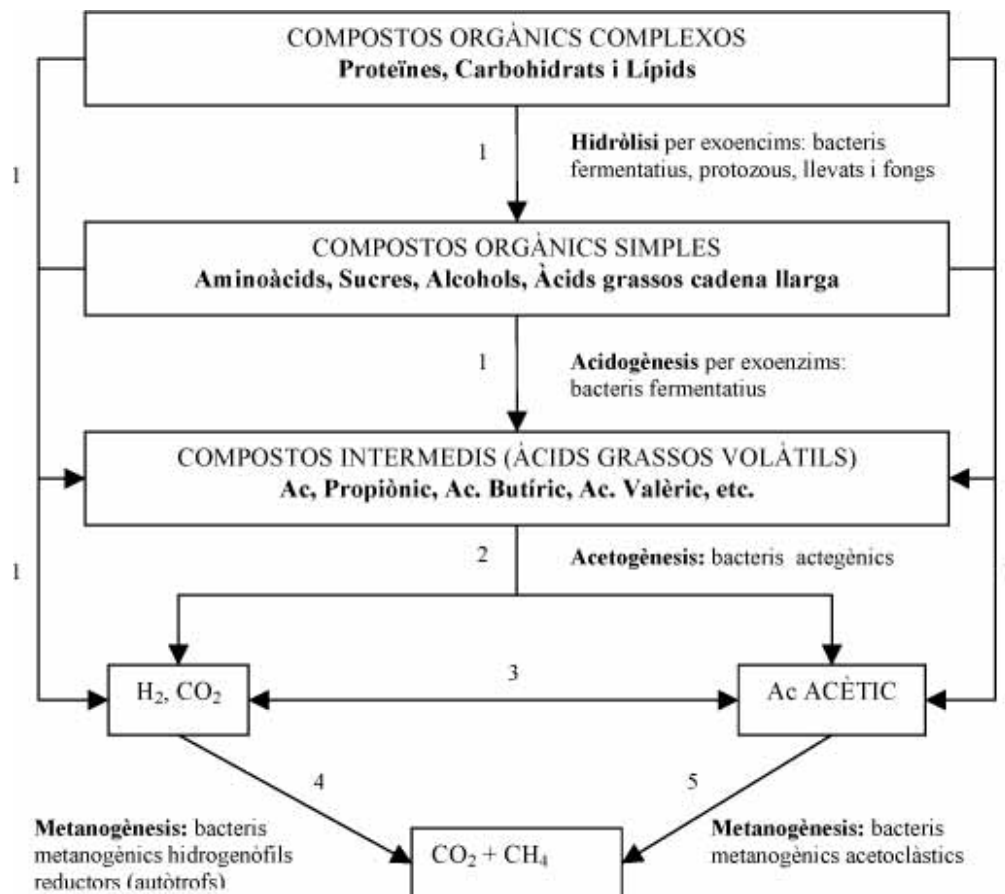 COMPOSTOS ORGÀNICS COMPLEXOS
Proteïnes, Carbohidrats i Lípids
1
1
Hidròlisi per exoencims: bacteris
fermentatius, protozous, llevats i fongs
COMPOSTOS ORGÀNICS SIMPLES
Aminoàcids, Sucres, Alcohols, Àcids grassos cadena llarga
1
Acidogènesis per exoenzims:
bacteris fermentatius
COMPOSTOS INTERMEDIS (ÀCIDS GRASSOS VOLÀTILS)
Ac, Propiònic, Ac. Butíric, Ac. Valèric, etc.
1
2
Acetogènesis: bacteris actegènics
H₂, CO₂
3
Ac ACÈTIC
4
5
Metanogènesis: bacteris
metanogènics hidrogenòfils
reductors (autòtrofs)
CO₂ + CH₄
Metanogènesis: bacteris
metanogènics acetoclàstics